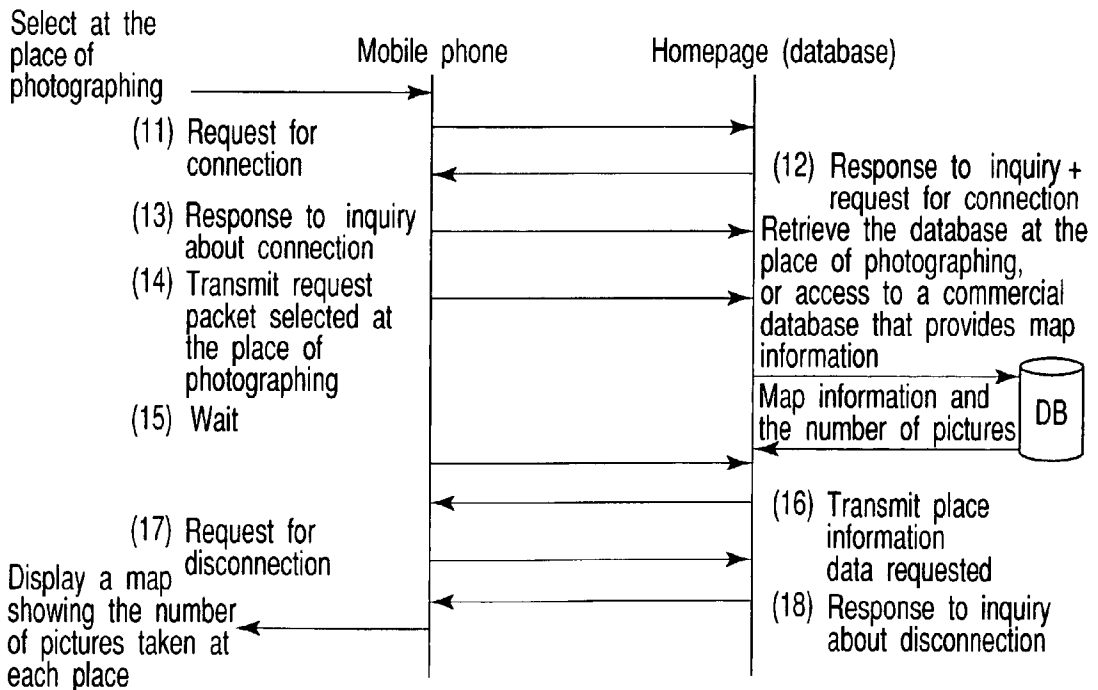 Select at the
place of
photographing
Mobile phone
Homepage (database)
(11) Request for
connection
(12) Response to inquiry +
request for connection
(13) Response to inquiry
about connection
Retrieve the database at the
place of photographing,
or access to a commercial
database that provides map
information
(14) Transmit request
packet selected at
the place of
photographing
(15) Wait
Map information and
the number of pictures
DB
(16) Transmit place
information
data requested
(17) Request for
disconnection
(18) Response to inquiry
about disconnection
Display a map
showing the number
of pictures taken at
each place